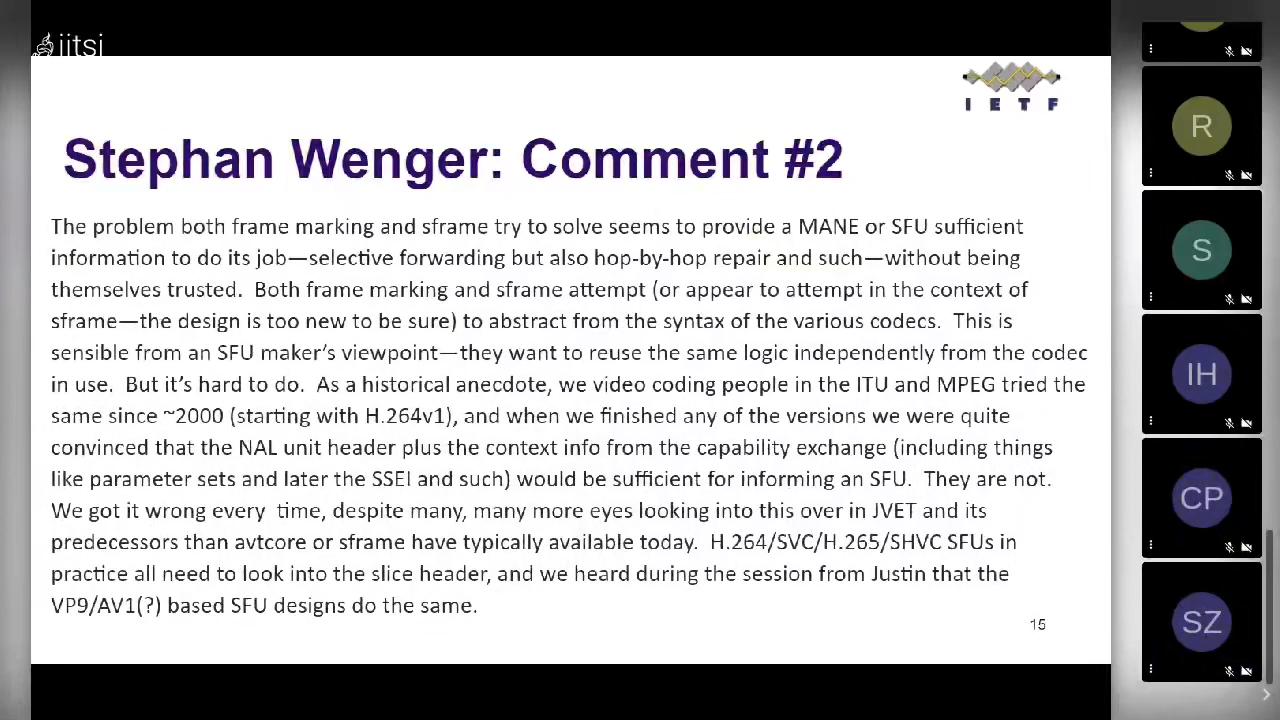 jitsi
IETF
Stephan Wenger: Comment #2
The problem both frame marking and sframe try to solve seems to provide a MANE or SFU sufficient
information to do its job—selective forwarding but also hop-by-hop repair and such—without being
themselves trusted.  Both frame marking and sframe attempt (or appear to attempt in the context of
sframe—the design is too new to be sure) to abstract from the syntax of the various codecs.  This is
sensible from an SFU maker’s viewpoint—they want to reuse the same logic independently from the codec
in use.  But it’s hard to do.  As a historical anecdote, we video coding people in the ITU and MPEG tried the
same since ~2000 (starting with H.264v1), and when we finished any of the versions we were quite
convinced that the NAL unit header plus the context info from the capability exchange (including things
like parameter sets and later the SSEI and such) would be sufficient for informing an SFU.  They are not.
We got it wrong every  time, despite many, many more eyes looking into this over in JVET and its
predecessors than avtcore or sframe have typically available today.  H.264/SVC/H.265/SHVC SFUs in
practice all need to look into the slice header, and we heard during the session from Justin that the
VP9/AV1(?) based SFU designs do the same.
15
R
S
IH
CP
SZ